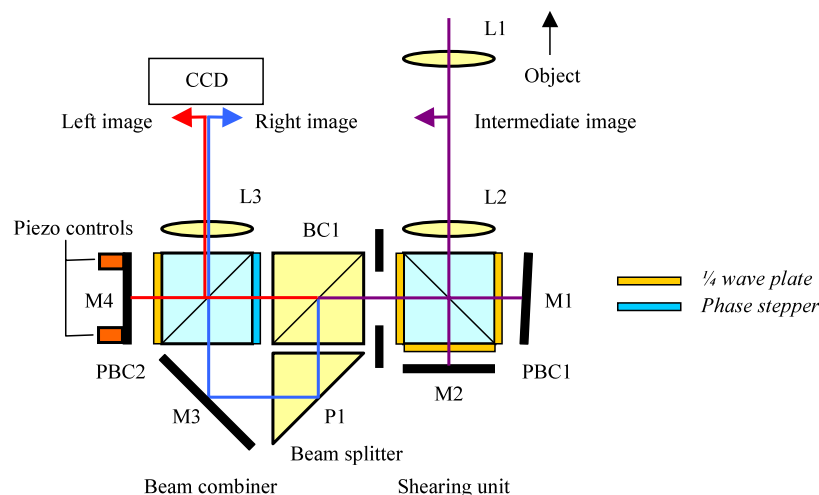 L1
CCD
Object
Left image
Right image
Intermediate image
L3
L2
Piezo controls
BC1
¼ wave plate
M4
M1
Phase stepper
PBC2
PBC1
M2
M3
P1
Beam splitter
Beam combiner
Shearing unit